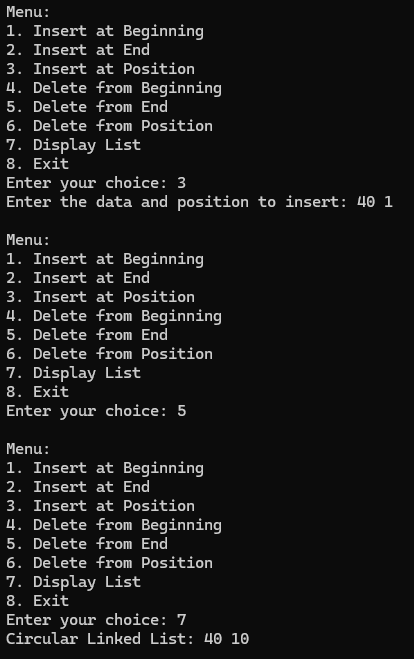 Menu:
1. Insert at Beginning
2. Insert at End
3. Insert at Position
4. Delete from Beginning
5. Delete from End
6. Delete from Position
7. Display List
8. Exit
Enter your choice: 3
Enter the data and position to insert: 40 1

Menu:
1. Insert at Beginning
2. Insert at End
3. Insert at Position
4. Delete from Beginning
5. Delete from End
6. Delete from Position
7. Display List
8. Exit
Enter your choice: 5

Menu:
1. Insert at Beginning
2. Insert at End
3. Insert at Position
4. Delete from Beginning
5. Delete from End
6. Delete from Position
7. Display List
8. Exit
Enter your choice: 7
Circular Linked List: 40 10